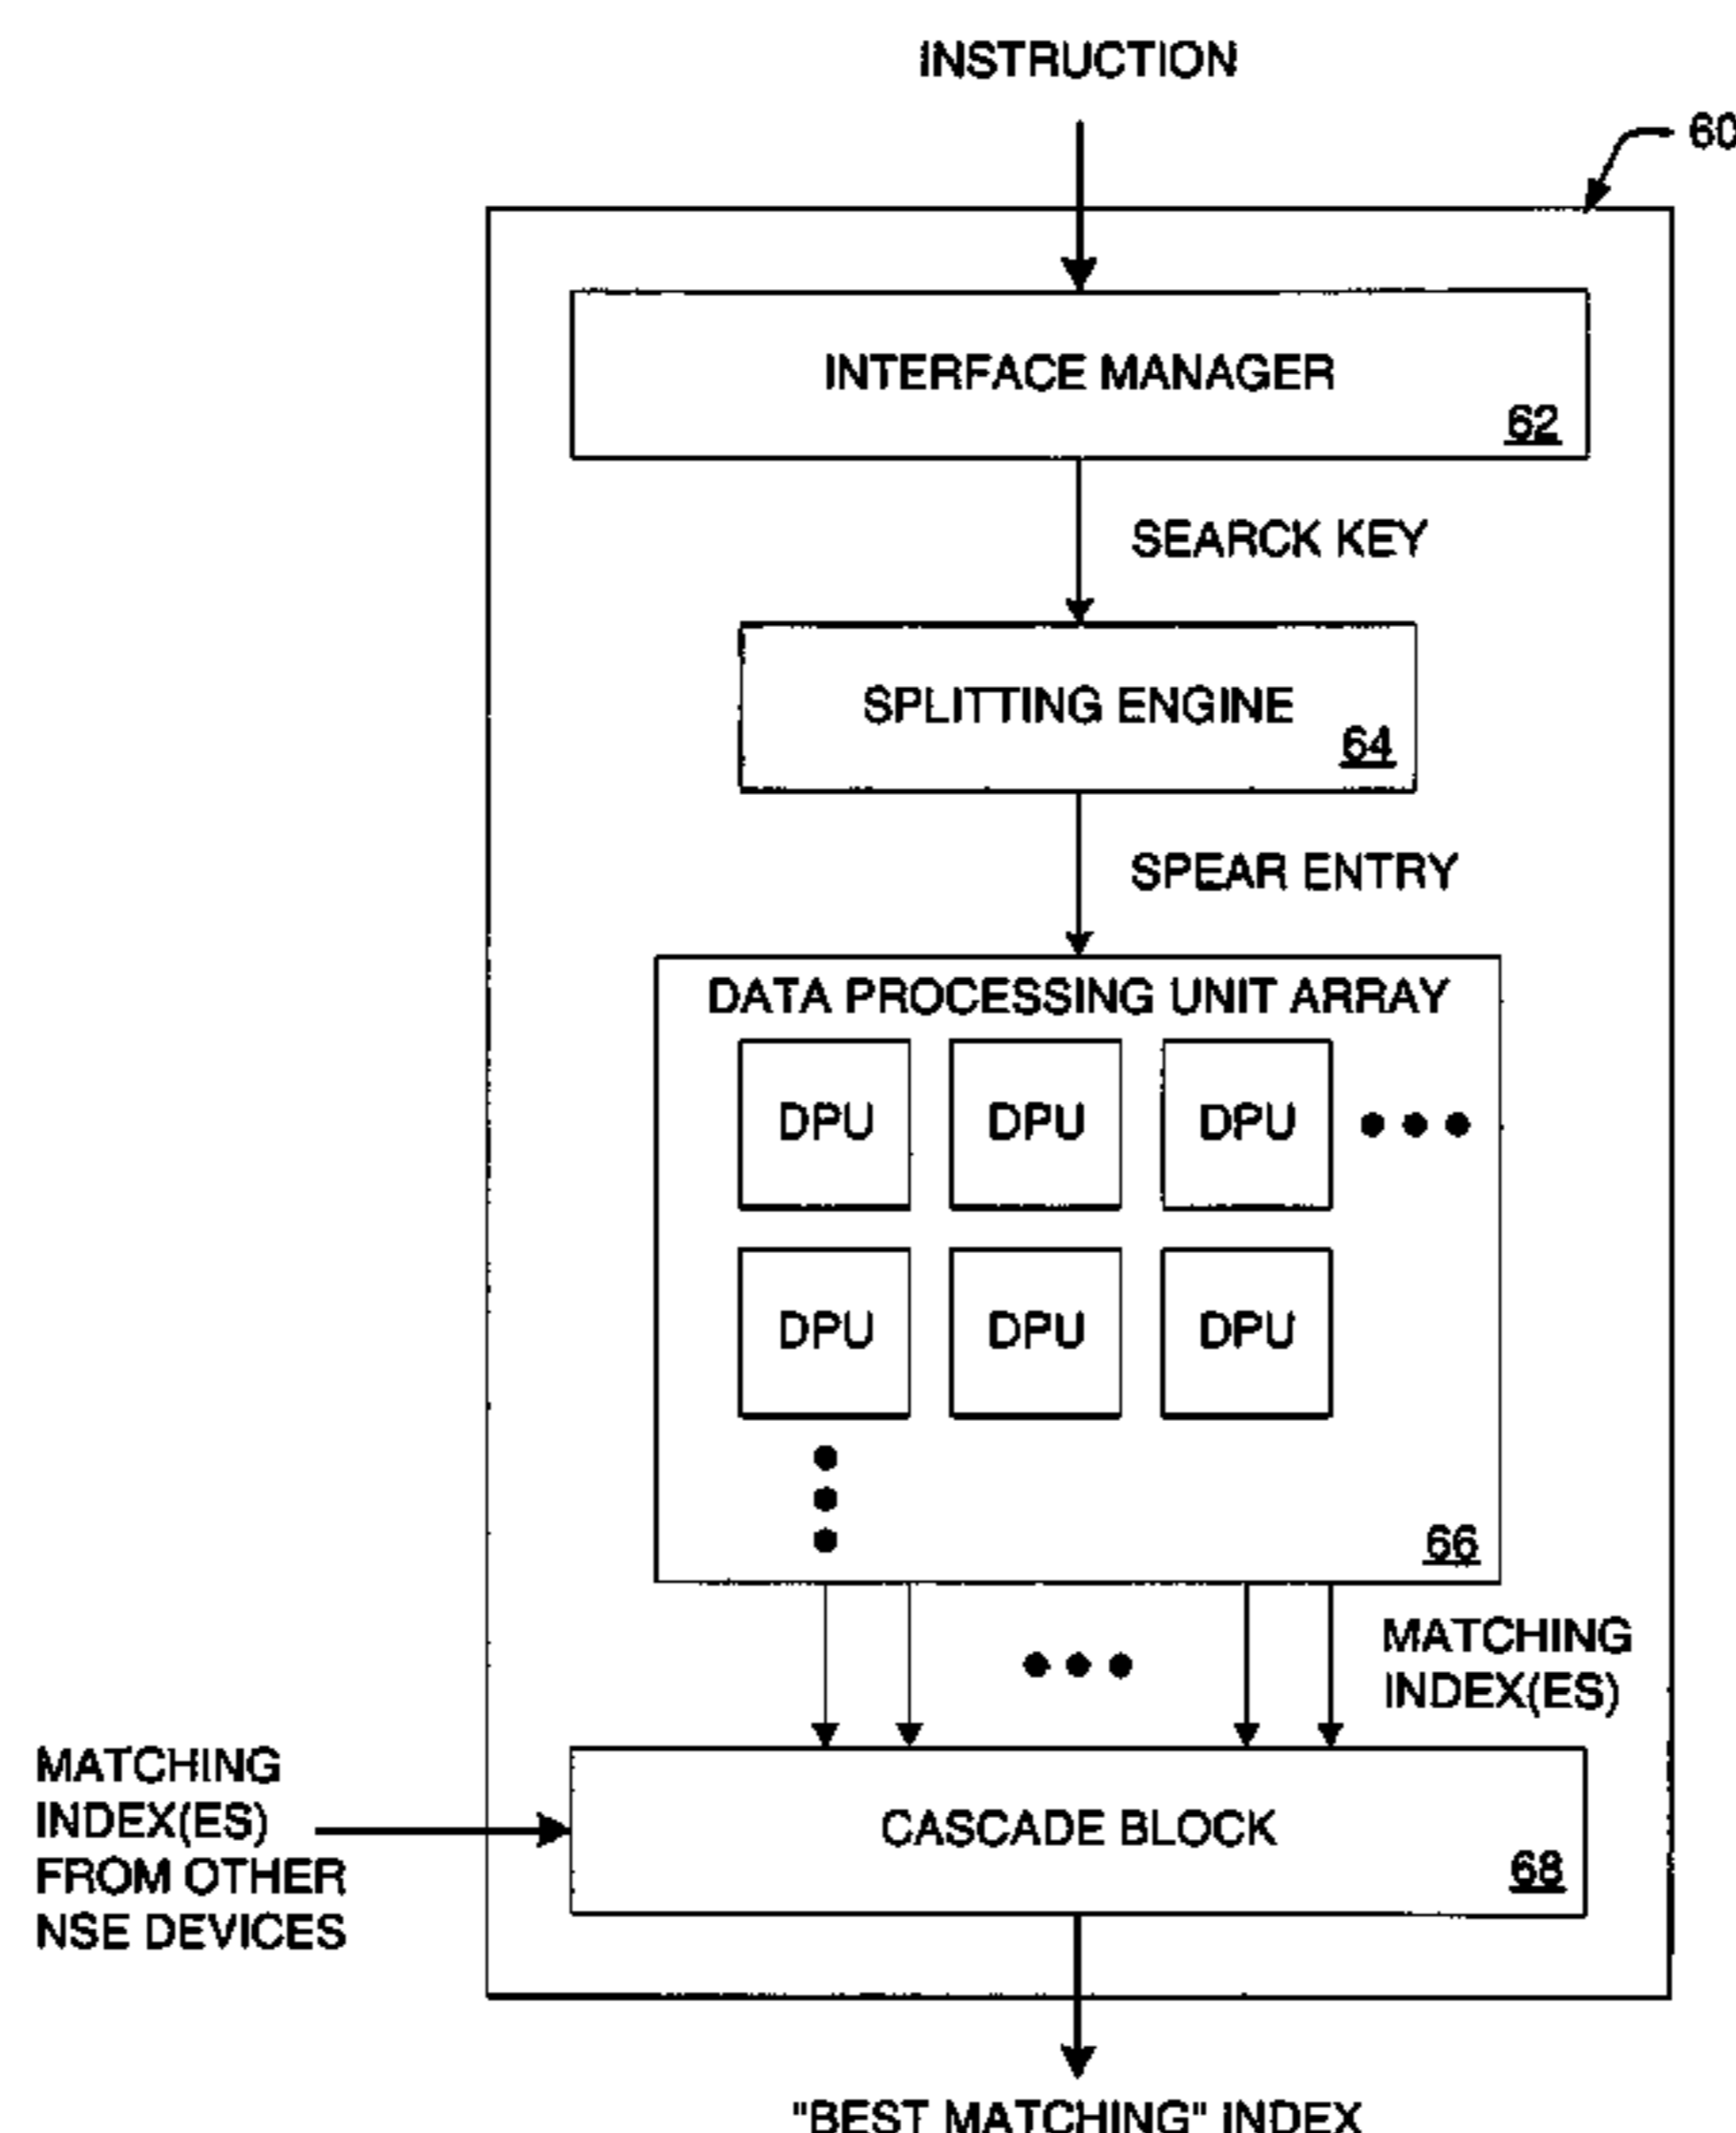 INSTRUCTION
60
INTERFACE MANAGER
62
SEARCK KEY
SPLITTING ENGINE
64
SPEAR ENTRY
DATA PROCESSING UNIT ARRAY
DPU DPU DPU
DPU DPU DPU
66
MATCHING
INDEX(ES)
MATCHING
INDEX(ES)
FROM OTHER
NSE DEVICES
CASCADE BLOCK
68
"BEST MATCHING" INDEX